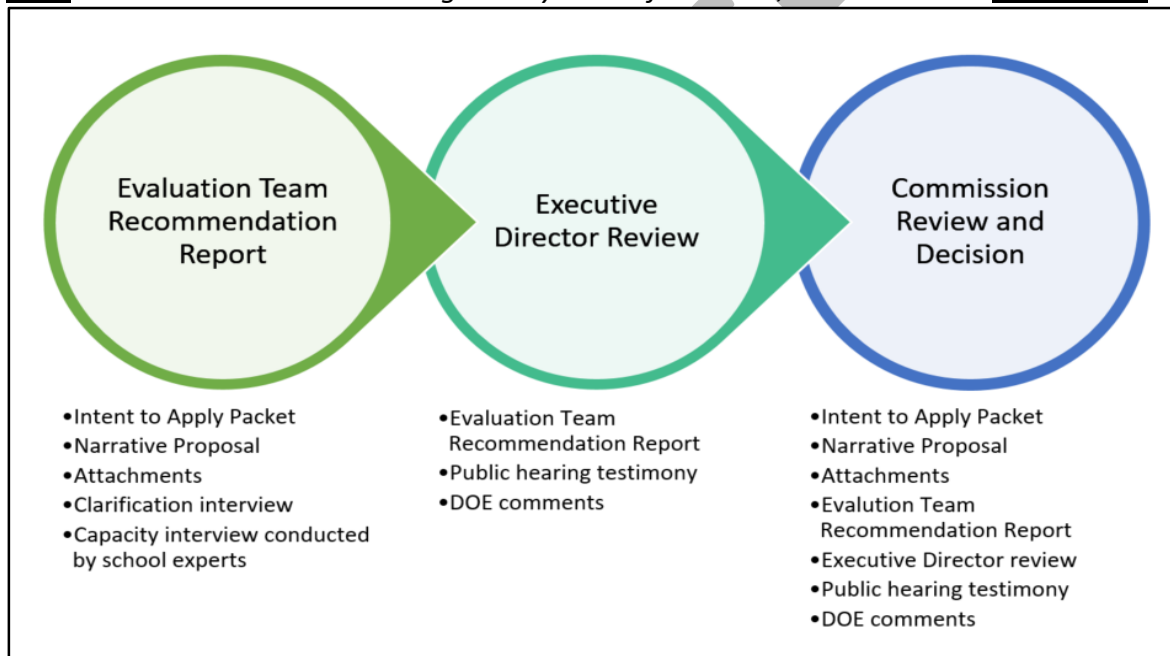 Evaluation Team
Recommendation
Report
Executive
Director Review
Commission
Review and
Decision
•Intent to Apply Packet
•Narrative Proposal
•Attachments
•Clarification interview
•Capacity interview conducted
by school experts
•Evaluation Team
Recommendation Report
•Public hearing testimony
•DOE comments
•Intent to Apply Packet
•Narrative Proposal
•Attachments
•Evalution Team
Recommendation Report
•Executive Director review
•Public hearing testimony
•DOE comments